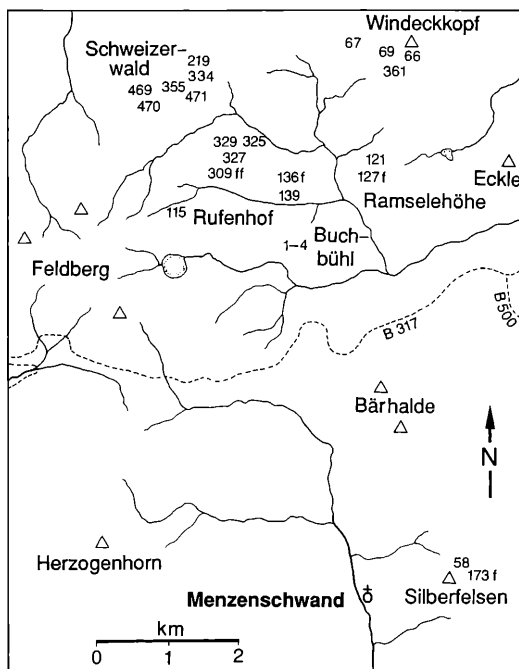 Windeckkopf
67
69
66
361
Schweizer-
wald
219
334
469
355
471
470
329 325
327
309 ff
136 f
139
121
127 f
Eckle
Ramselehöhe
115
Rufenhof
Buch-
bühl
1–4
Feldberg
B 317
B 500
Bärhalde
N
Herzogenhorn
58
173 f
Silberfelsen
Menzenschwand
km
0 1 2